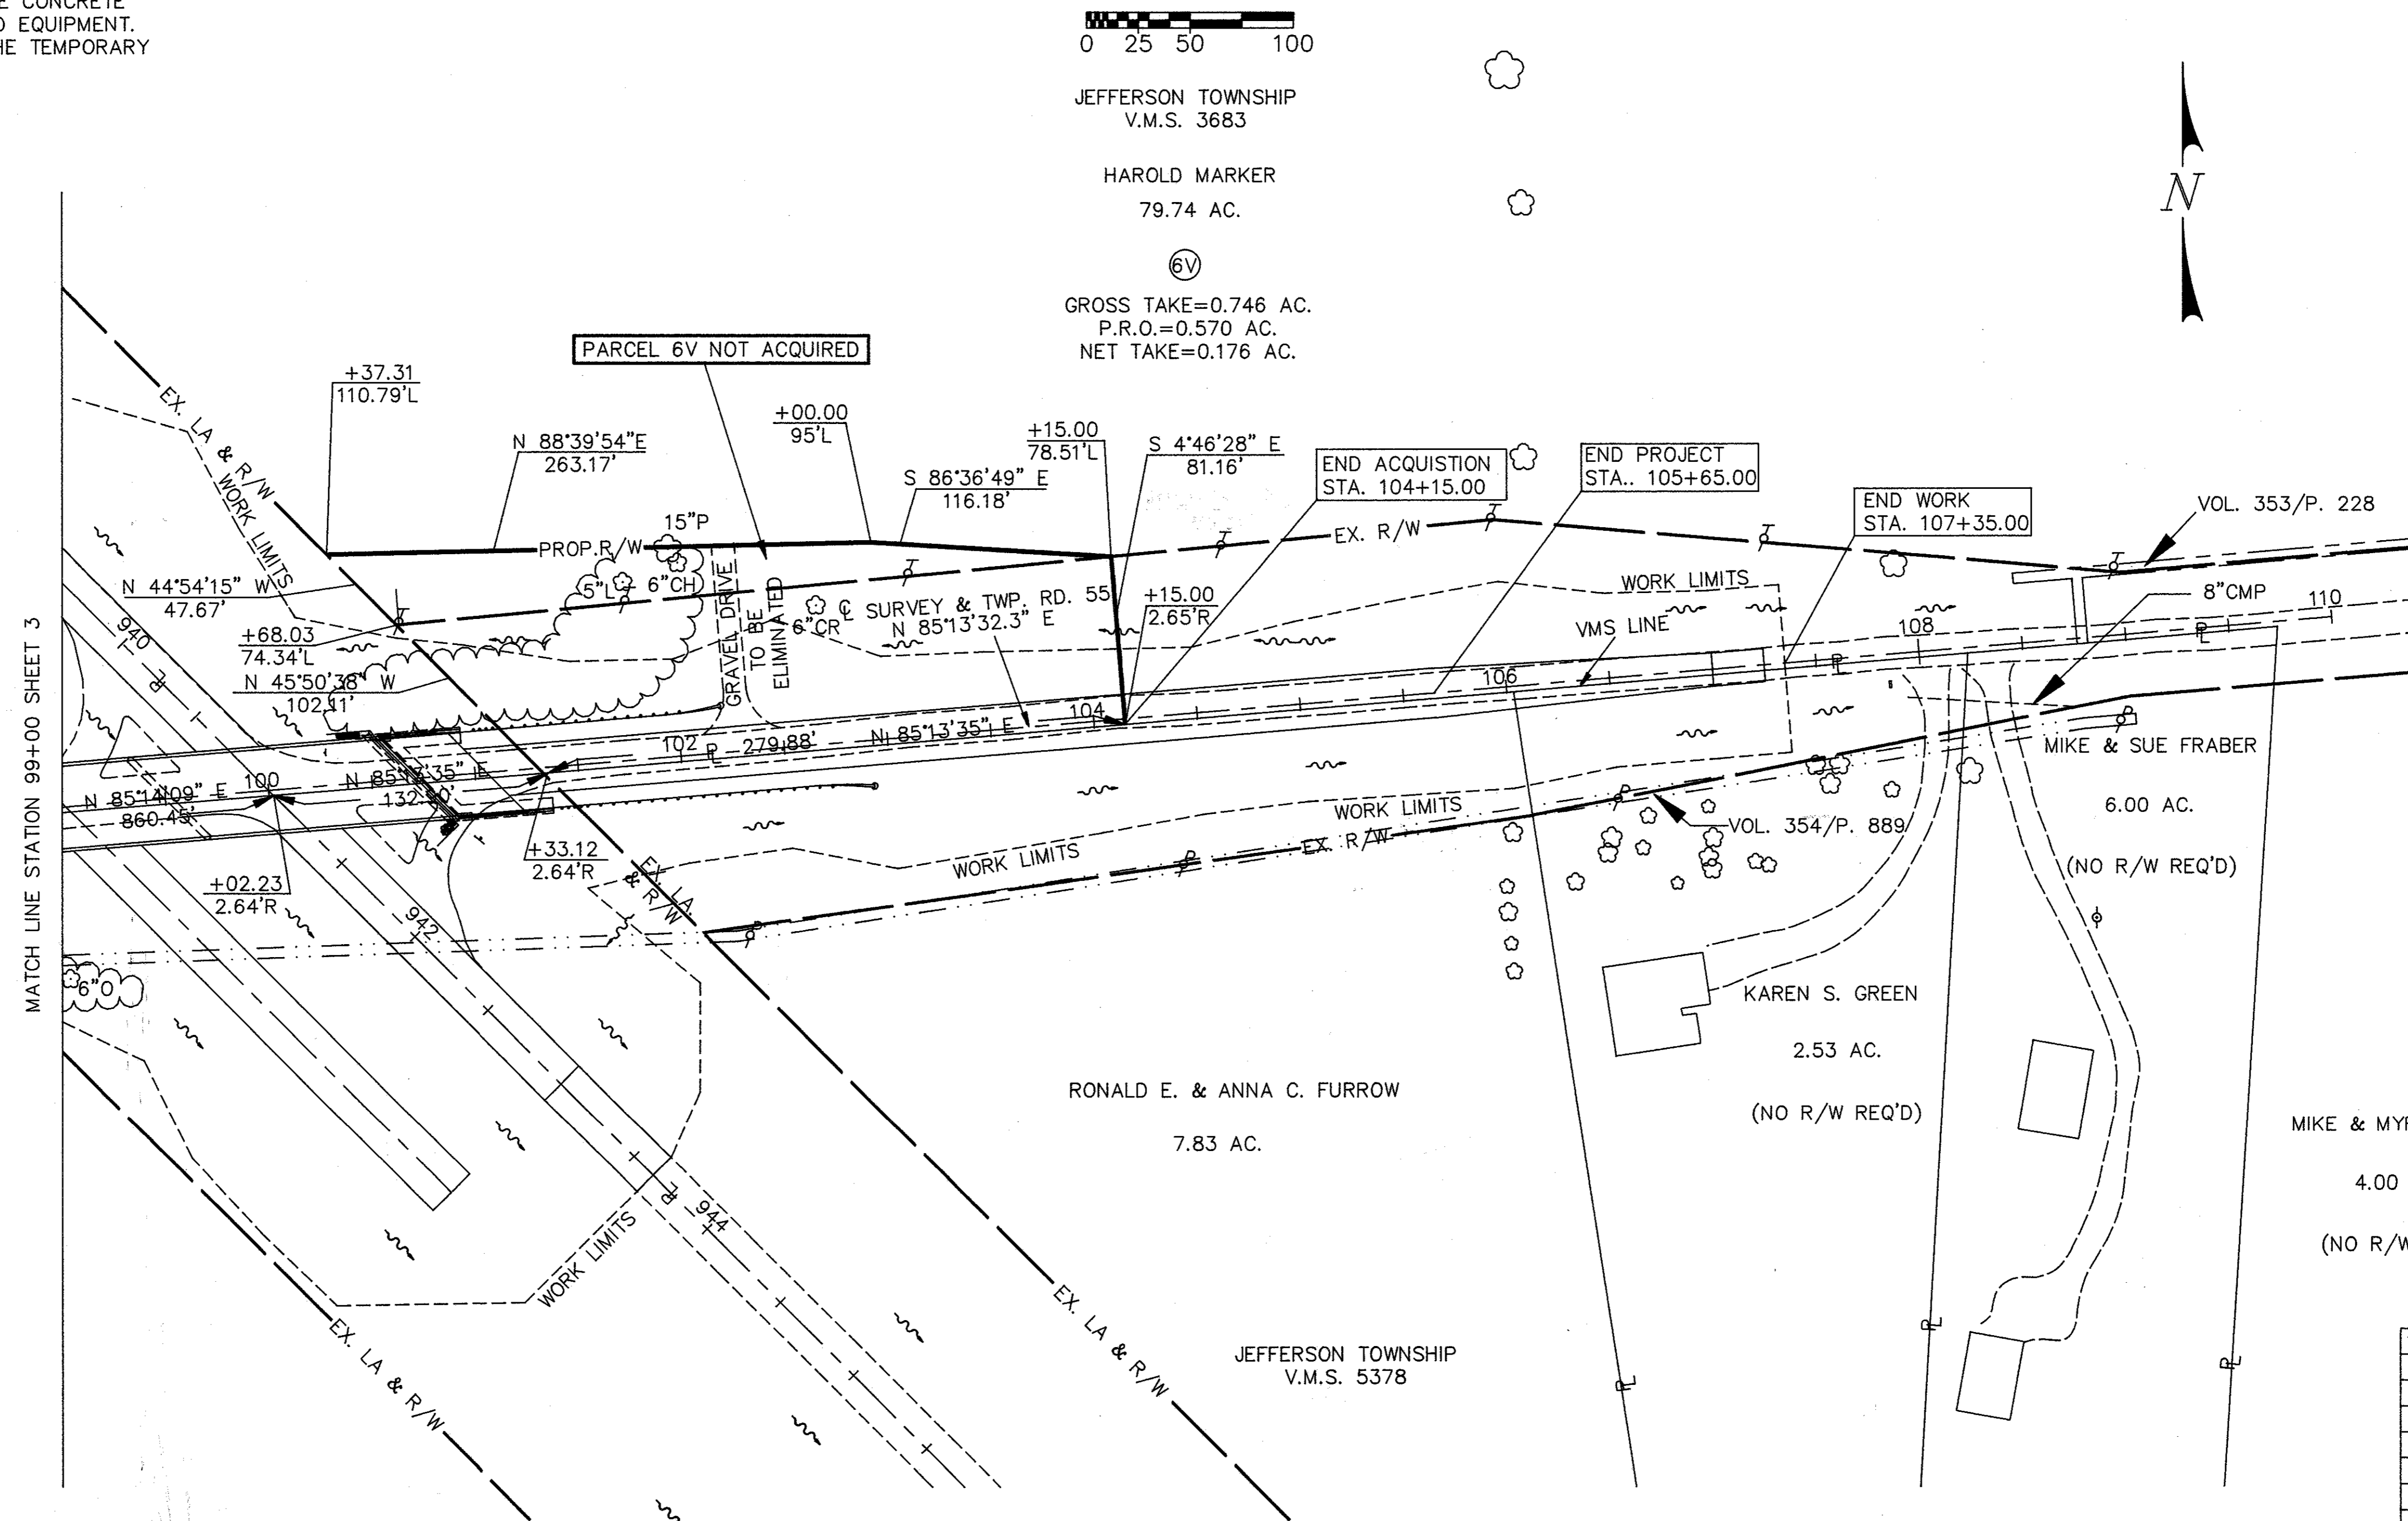 E CONCRETE
D EQUIPMENT.
HE TEMPORARY
0 25 50 100
JEFFERSON TOWNSHIP
V.M.S. 3683
HAROLD MARKER
79.74 AC.
6V
GROSS TAKE=0.746 AC.
P.R.O.=0.570 AC.
NET TAKE=0.176 AC.
N
PARCEL 6V NOT ACQUIRED
+37.31
110.79'L
N 88°39'54"E
263.17'
+00.00
95'L
S 86°36'49" E
116.18'
+15.00
78.51'L
S 4°46'28" E
81.16'
END ACQUISTION
STA. 104+15.00
END PROJECT
STA.. 105+65.00
END WORK
STA. 107+35.00
VOL. 353/P. 228
EX. LA & R/W
WORK LIMITS
15"P
PROP.R/W
EX. R/W
5"L
6"CH
GRAVEL DRIVE
TO BE
ELIMINATED
6"CR
℄ SURVEY & TWP. RD. 55
N 85°13'32.3" E
+15.00
2.65'R
WORK LIMITS
VMS LINE
8"CMP
N 44°54'15" W
47.67'
+68.03
74.34'L
N 45°50'38" W
102.11'
940
MATCH LINE STATION 99+00 SHEET 3
100
102
104
106
108
110
279.88'
N 85°13'35" E
N 85°13'35" E
132.90'
N 85°14'09" E
860.45'
+02.23
2.64'R
+33.12
2.64'R
EX. LA.
& R/W
942
WORK LIMITS
WORK LIMITS
EX. R/W
VOL. 354/P. 889
MIKE & SUE FRABER
6.00 AC.
(NO R/W REQ'D)
6"O
KAREN S. GREEN
2.53 AC.
(NO R/W REQ'D)
RONALD E. & ANNA C. FURROW
7.83 AC.
MIKE & MYR
4.00
(NO R/W
944
WORK LIMITS
EX. LA & R/W
EX. LA & R/W
JEFFERSON TOWNSHIP
V.M.S. 5378